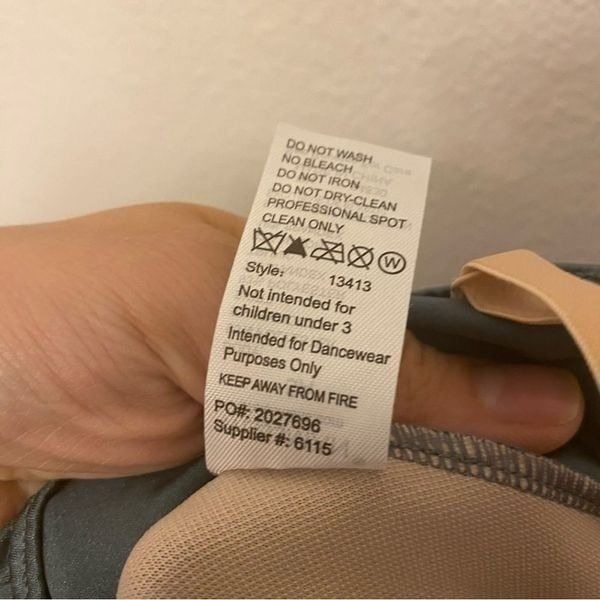 DO NOT WASH
NO BLEACH
DO NOT IRON
DO NOT DRY-CLEAN
PROFESSIONAL SPOT
CLEAN ONLY
W
Style: 13413
Not intended for
children under 3
Intended for Dancewear
Purposes Only
KEEP AWAY FROM FIRE
PO#: 2027696
Supplier #: 6115